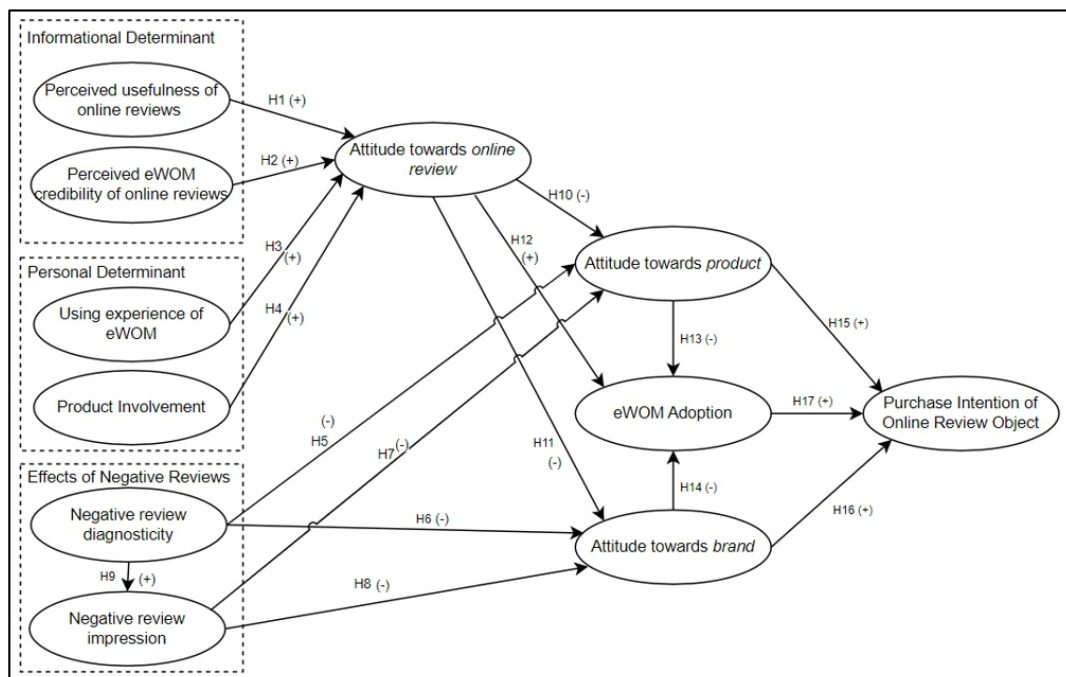 Informational Determinant
Perceived usefulness of
online reviews
H1 (+)
Attitude towards online
review
Perceived eWOM
credibility of online reviews
H2 (+)
H10 (-)
H3
(+)
H12
(+)
Attitude towards product
Personal Determinant
Using experience of
eWOM
H4
(+)
H15 (+)
H13 (-)
Product Involvement
eWOM Adoption
H17 (+)
Purchase Intention of
Online Review Object
(-)
H5
H7
(-)
H11
(-)
Effects of Negative Reviews
Negative review
diagnosticity
H14 (-)
H6 (-)
H16 (+)
Attitude towards brand
H9
(+)
H8 (-)
Negative review
impression